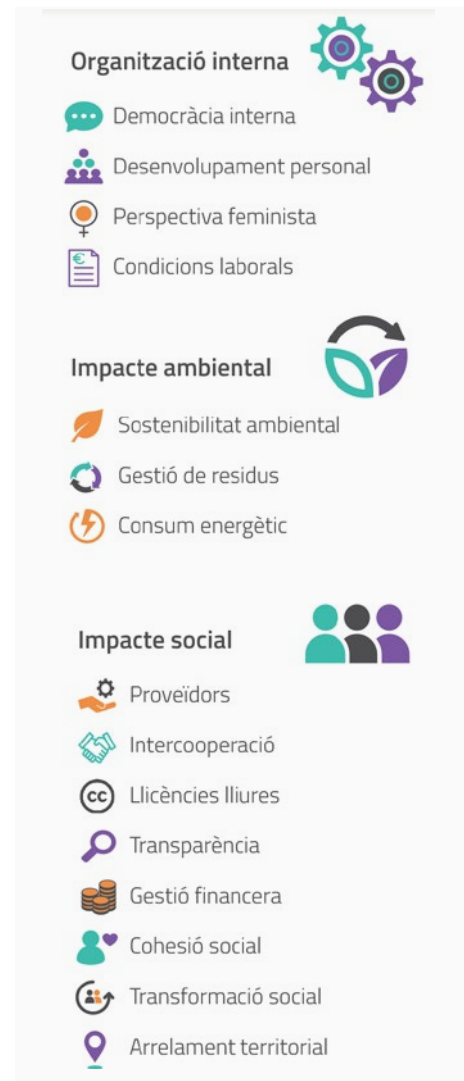 Organització interna
Democràcia interna
Desenvolupament personal
Perspectiva feminista
€
Condicions laborals
Impacte ambiental
Sostenibilitat ambiental
Gestió de residus
Consum energètic
Impacte social
Proveïdors
Intercooperació
cc
Llicències lliures
Transparència
Gestió financera
Cohesió social
Transformació social
Arrelament territorial